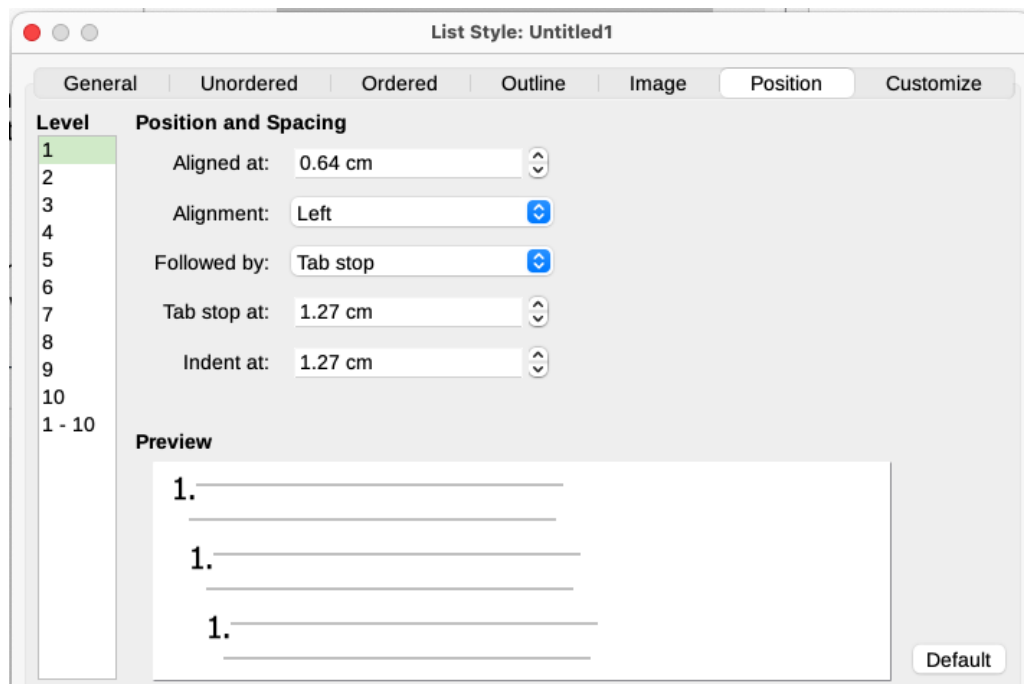 List Style: Untitled1
General Unordered Ordered Outline Image Position Customize
Level
1
2
3
4
5
6
7
8
9
10
1 - 10
Position and Spacing
Aligned at: 0.64 cm
Alignment: Left
Followed by: Tab stop
Tab stop at: 1.27 cm
Indent at: 1.27 cm
Preview
1.
1.
1.
Default